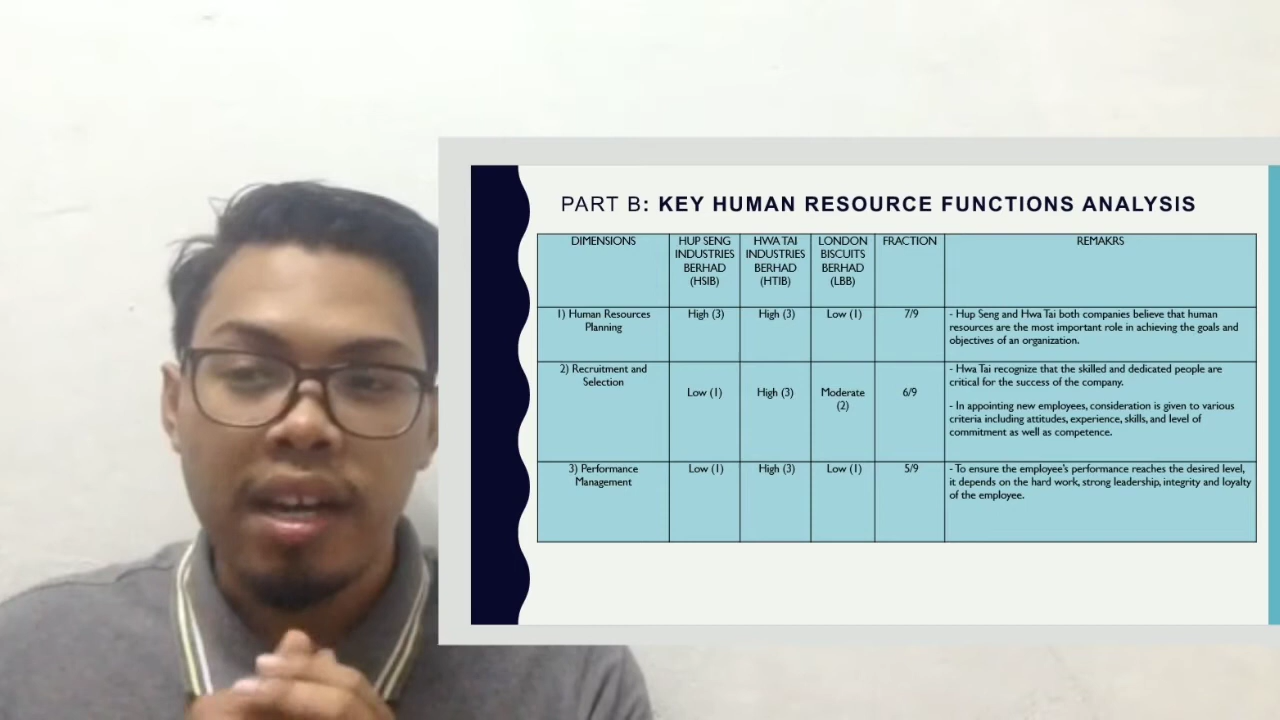 PART B: KEY HUMAN RESOURCE FUNCTIONS ANALYSIS
DIMENSIONS
HUP SENG
INDUSTRIES
BERHAD
(HSIB)
HWA TAI
INDUSTRIES
BERHAD
(HTIB)
LONDON
BISCUITS
BERHAD
(LBB)
FRACTION
REMAKRS
1) Human Resources
Planning
High (3)
High (3)
Low (1)
7/9
- Hup Seng and Hwa Tai both companies believe that human
resources are the most important role in achieving the goals and
objectives of an organization.
2) Recruitment and
Selection
Low (1)
High (3)
Moderate
(2)
6/9
- Hwa Tai recognize that the skilled and dedicated people are
critical for the success of the company.
- In appointing new employees, consideration is given to various
criteria including attitudes, experience, skills, and level of
commitment as well as competence.
3) Performance
Management
Low (1)
High (3)
Low (1)
5/9
- To ensure the employee's performance reaches the desired level,
it depends on the hard work, strong leadership, integrity and loyalty
of the employee.